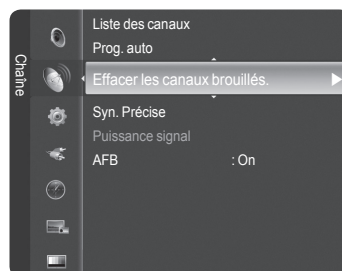 Chaîne
Liste des canaux
Prog. auto
Effacer les canaux brouillés.
Syn. Précise
Puissance signal
AFB : On